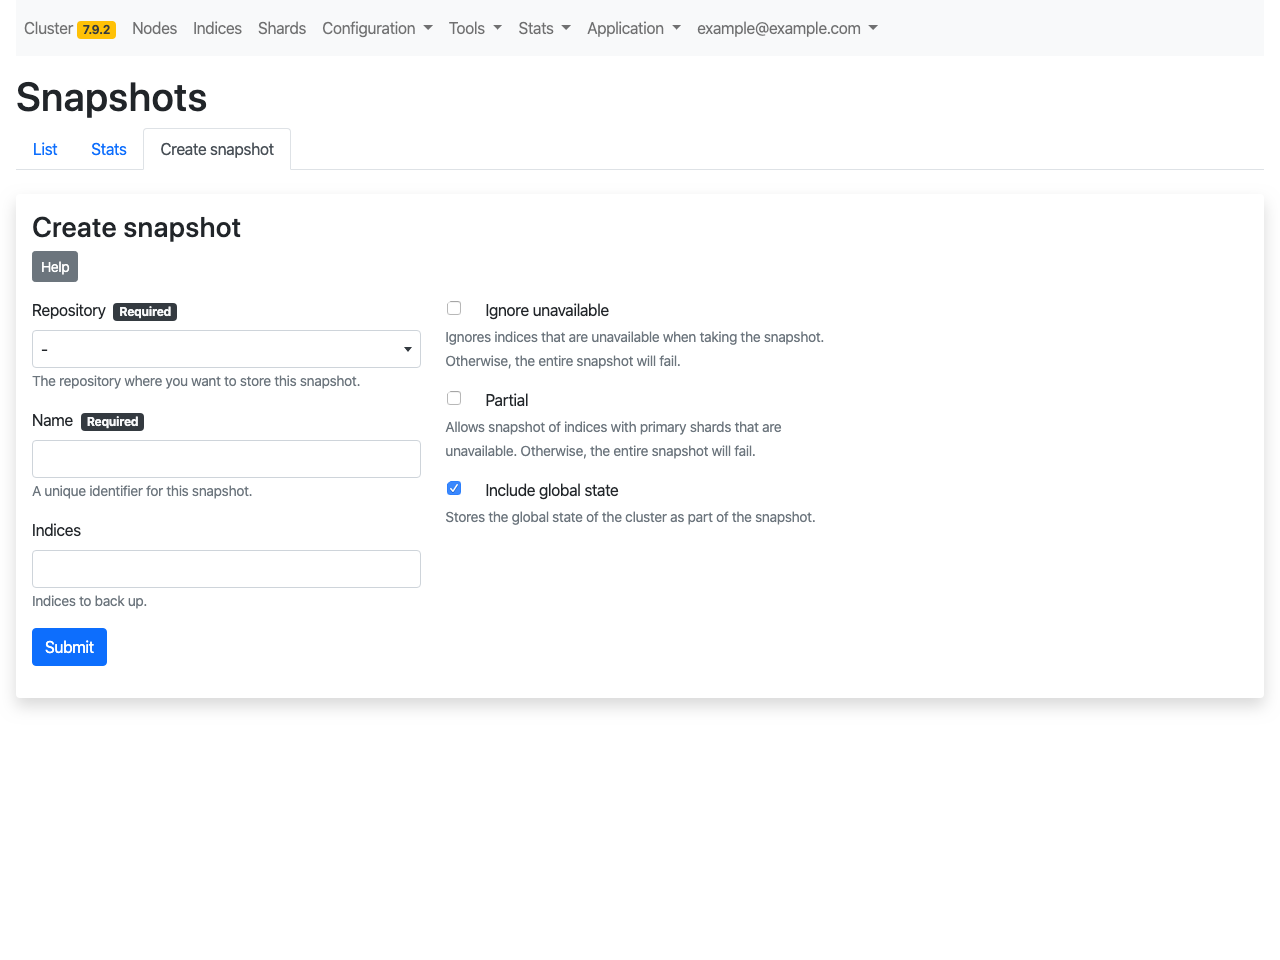 Cluster 7.9.2 Nodes Indices Shards Configuration Tools Stats Application example@example.com
Snapshots
List Stats Create snapshot
Create snapshot
Help
Repository Required
-
The repository where you want to store this snapshot.
Name Required
A unique identifier for this snapshot.
Indices
Indices to back up.
Submit
Ignore unavailable
Ignores indices that are unavailable when taking the snapshot.
Otherwise, the entire snapshot will fail.
Partial
Allows snapshot of indices with primary shards that are
unavailable. Otherwise, the entire snapshot will fail.
Include global state
Stores the global state of the cluster as part of the snapshot.